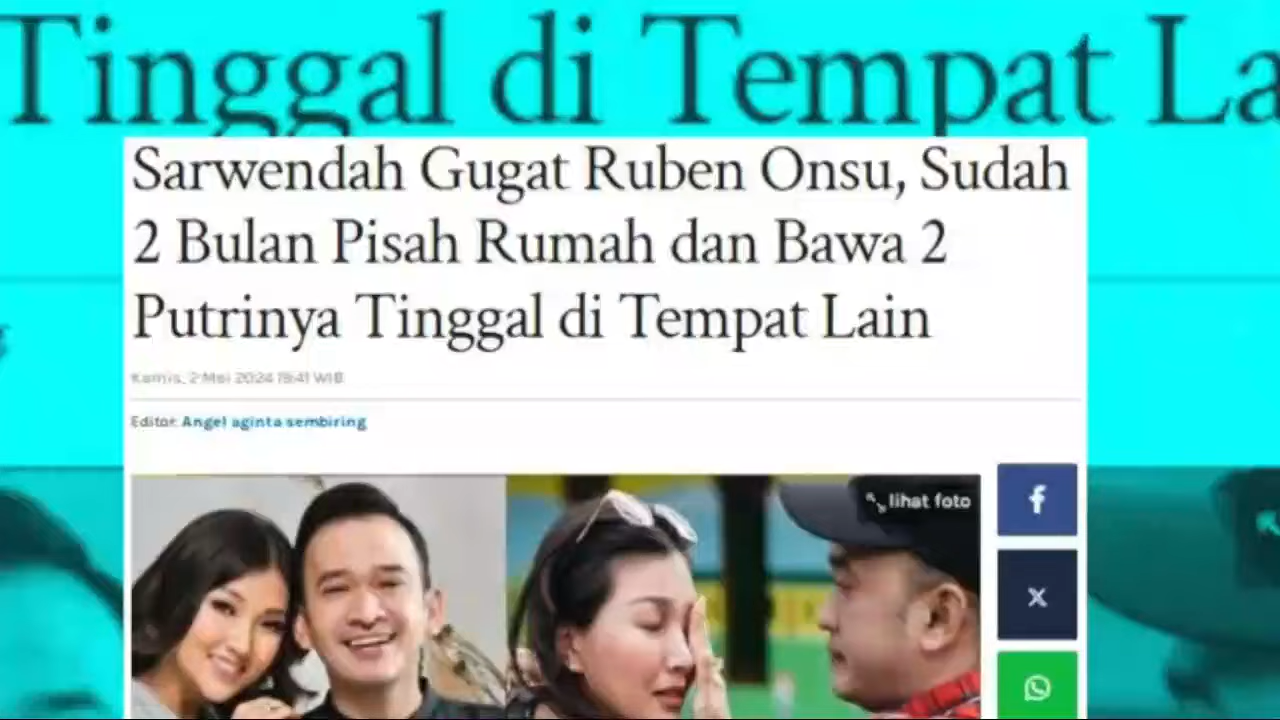 Tinggal di Tempat La
Sarwendah Gugat Ruben Onsu, Sudah
2 Bulan Pisah Rumah dan Bawa 2
Putrinya Tinggal di Tempat Lain
Kamis, 2 Mei 2024 19:41 WIB
Editor: Angel aginta sembiring
lihat foto